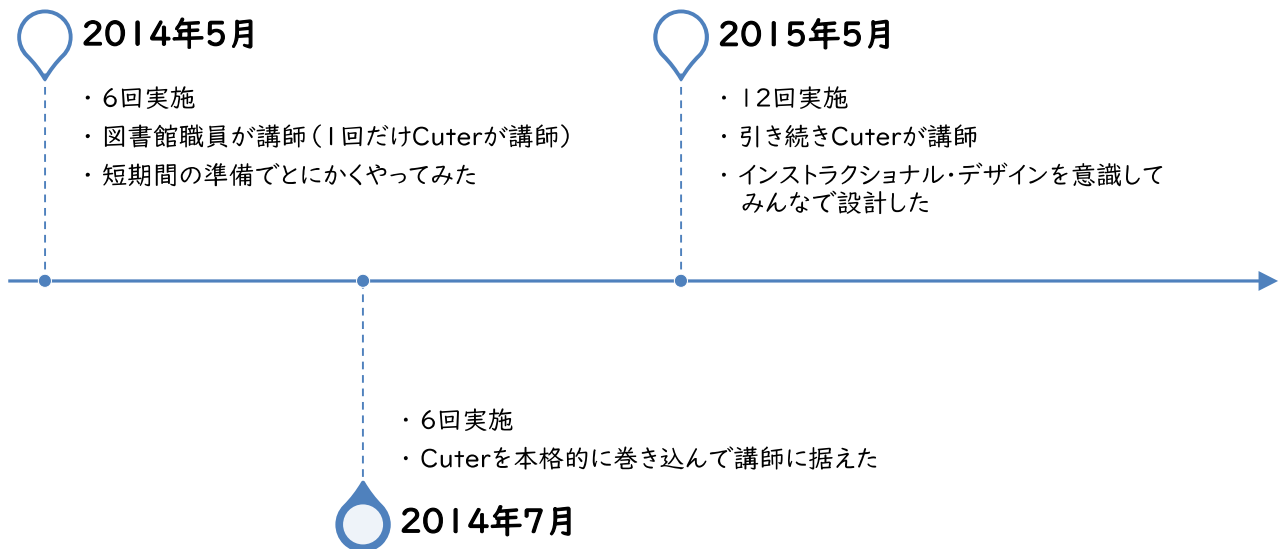 2014年5月
・6回実施
・図書館職員が講師（1回だけCuterが講師）
・短期間の準備でとにかくやってみた
2015年5月
・12回実施
・引き続きCuterが講師
・インストラクショナル・デザインを意識して
みんなで設計した
・6回実施
・Cuterを本格的に巻き込んで講師に据えた
2014年7月